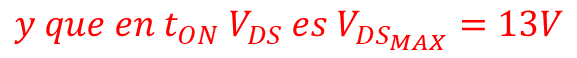 y que en t_ON V_DS es V_DS_MAX = 13V